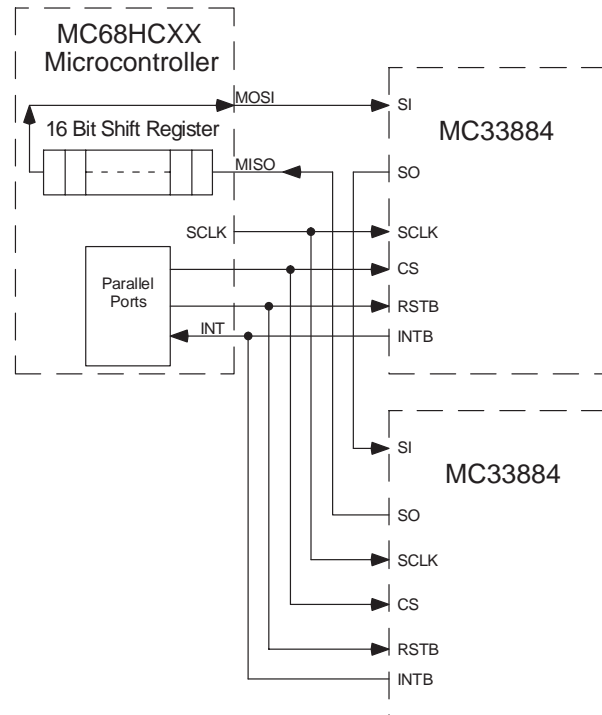 MC68HCXX
Microcontroller
MOSI
16 Bit Shift Register
MISO
SCLK
Parallel
Ports
INT
SI
MC33884
SO
SCLK
CS
RSTB
INTB
SI
MC33884
SO
SCLK
CS
RSTB
INTB